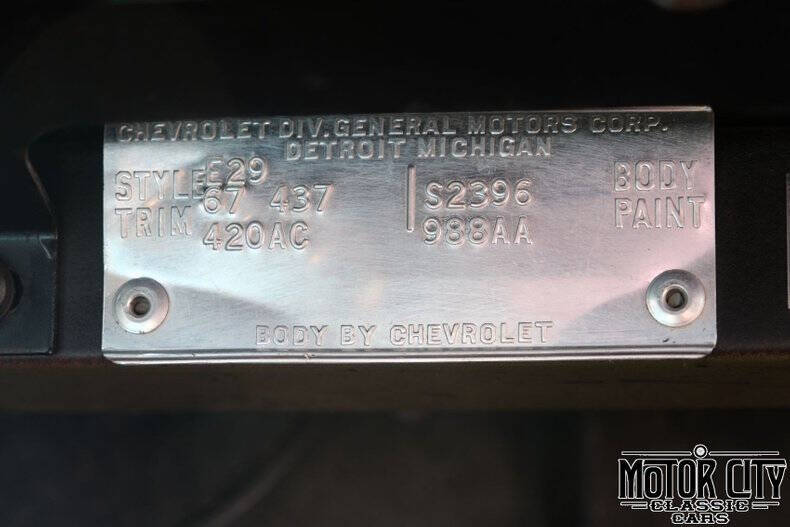 CHEVROLET DIV. GENERAL MOTORS CORP.
DETROIT MICHIGAN
E29
STYLE 67 437 S2396 BODY
TRIM 420AC 988AA PAINT
BODY BY CHEVROLET
MOTOR CITY
CLASSIC
CARS